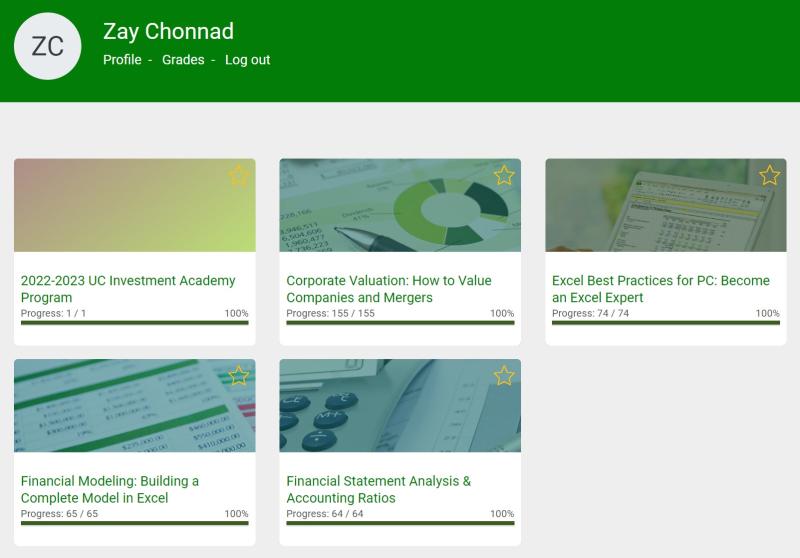 ZC
Zay Chonnad
Profile - Grades - Log out
2022-2023 UC Investment Academy
Program
Progress: 1 / 1 100%
Corporate Valuation: How to Value
Companies and Mergers
Progress: 155 / 155 100%
Excel Best Practices for PC: Become
an Excel Expert
Progress: 74 / 74 100%
Financial Modeling: Building a
Complete Model in Excel
Progress: 65 / 65 100%
Financial Statement Analysis &
Accounting Ratios
Progress: 64 / 64 100%